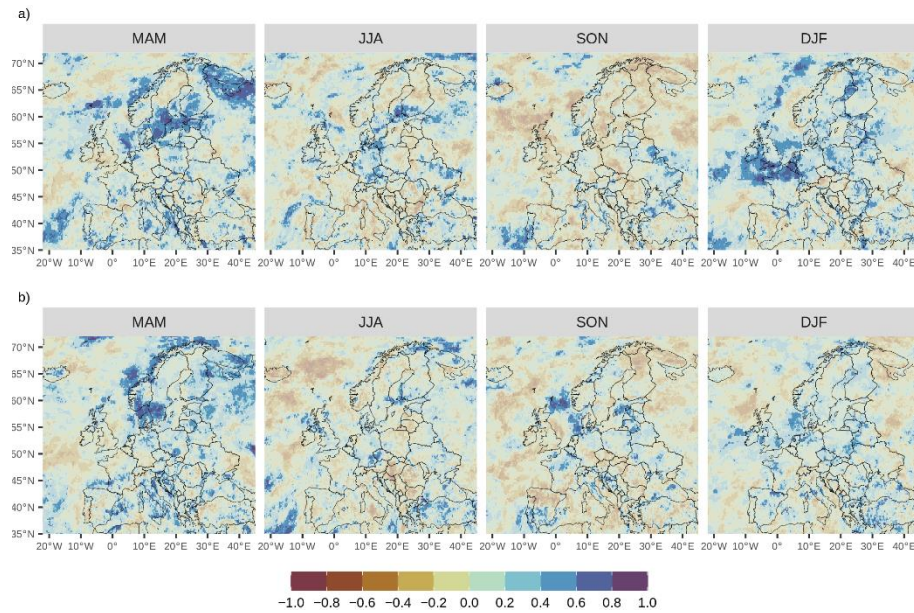 a)
MAM JJA SON DJF
70°N
65°N
60°N
55°N
50°N
45°N
40°N
35°N
20°W 10°W 0° 10°E 20°E 30°E 40°E 20°W 10°W 0° 10°E 20°E 30°E 40°E 20°W 10°W 0° 10°E 20°E 30°E 40°E 20°W 10°W 0° 10°E 20°E 30°E 40°E
b)
MAM JJA SON DJF
70°N
65°N
60°N
55°N
50°N
45°N
40°N
35°N
20°W 10°W 0° 10°E 20°E 30°E 40°E 20°W 10°W 0° 10°E 20°E 30°E 40°E 20°W 10°W 0° 10°E 20°E 30°E 40°E 20°W 10°W 0° 10°E 20°E 30°E 40°E
−1.0 −0.8 −0.6 −0.4 −0.2 0.0 0.2 0.4 0.6 0.8 1.0